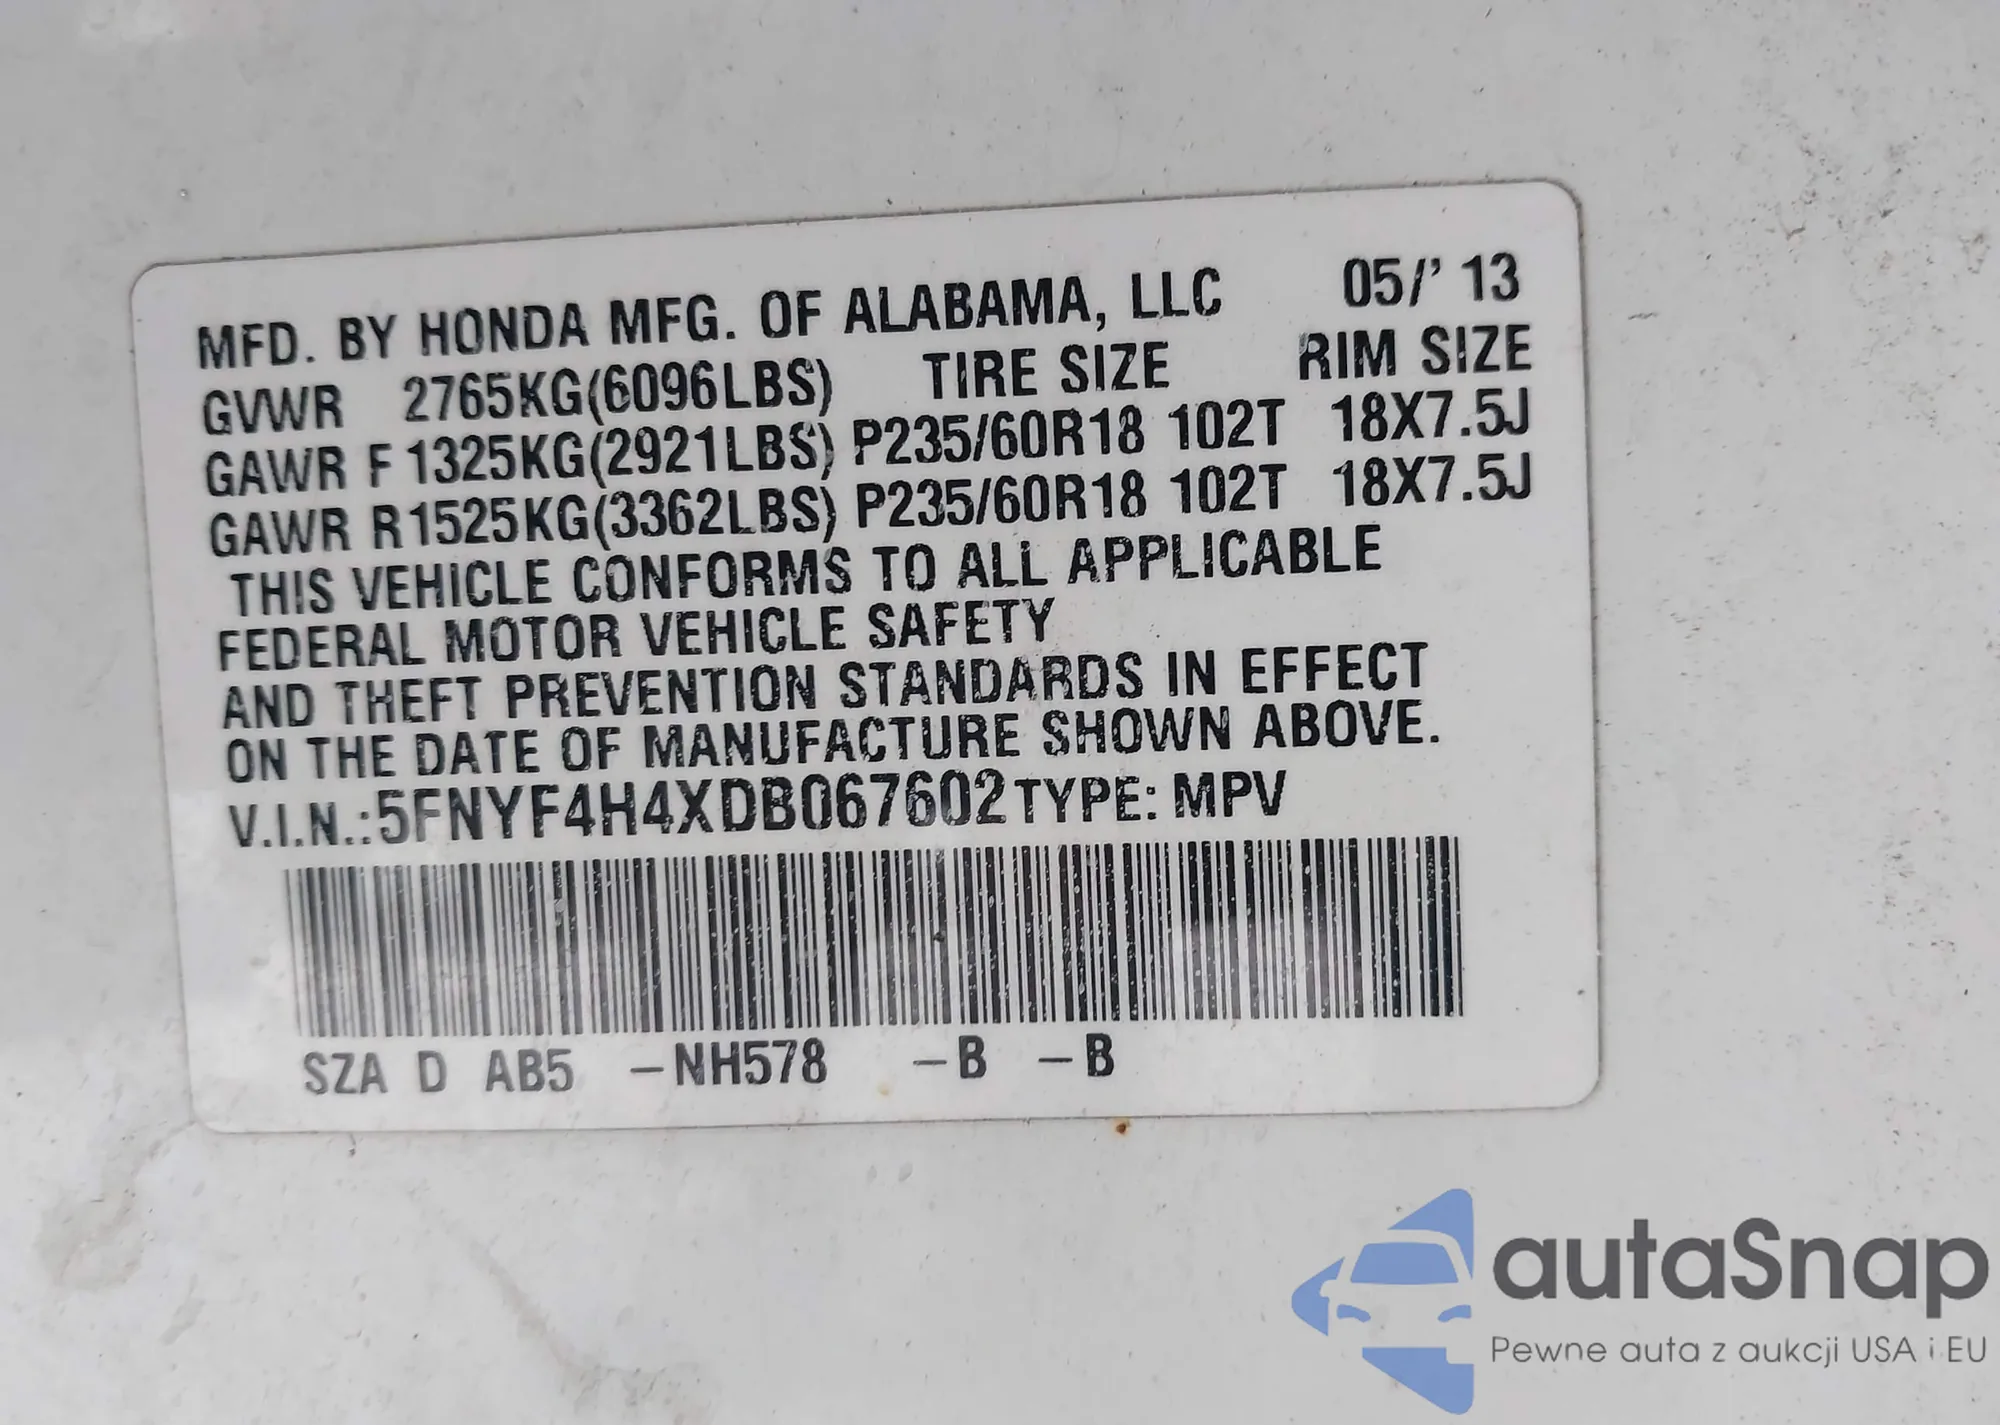 MFD. BY HONDA MFG. OF ALABAMA, LLC 05/' 13
GVWR 2765KG(6096LBS) TIRE SIZE RIM SIZE
GAWR F 1325KG(2921LBS) P235/60R18 102T 18X7.5J
GAWR R 1525KG(3362LBS) P235/60R18 102T 18X7.5J
THIS VEHICLE CONFORMS TO ALL APPLICABLE
FEDERAL MOTOR VEHICLE SAFETY
AND THEFT PREVENTION STANDARDS IN EFFECT
ON THE DATE OF MANUFACTURE SHOWN ABOVE.
V.I.N.:5FNYF4H4XDB067602 TYPE: MPV
SZA D AB5 –NH578 –B –B
autaSnap
Pewne auta z aukcji USA i EU